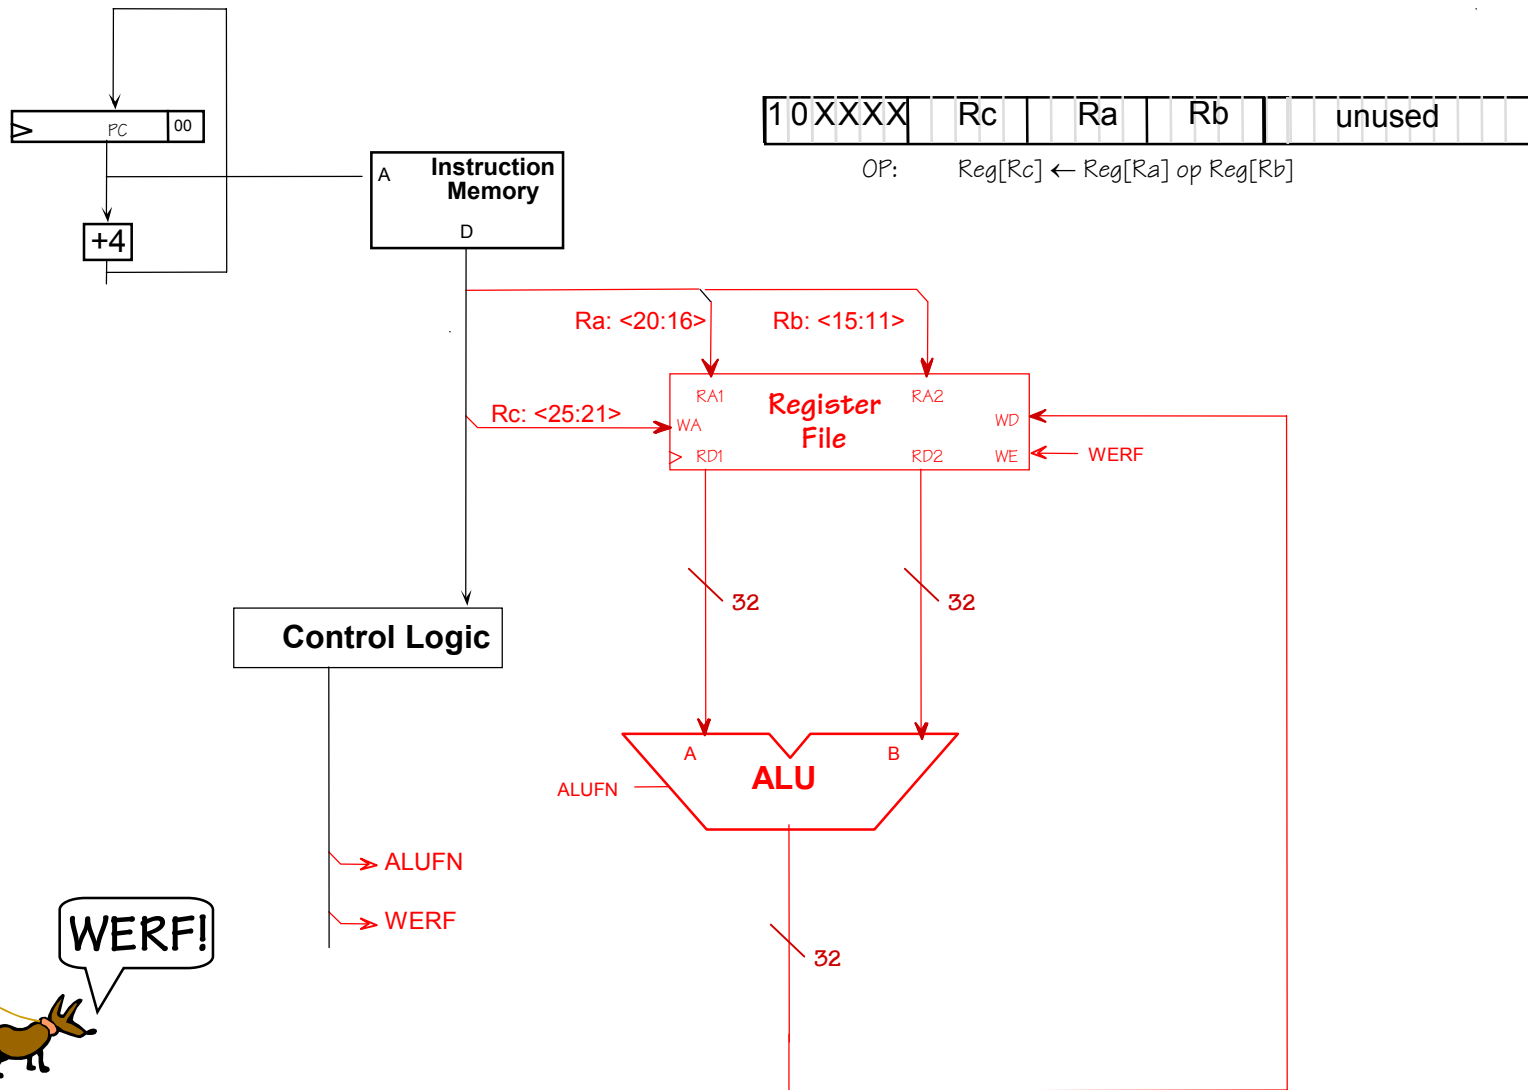 PC 00
+4
A Instruction
Memory
D
1 0 X X X X Rc Ra Rb unused
OP: Reg[Rc] ← Reg[Ra] op Reg[Rb]
Ra: <20:16> Rb: <15:11>
Rc: <25:21>
RA1 Register RA2
WA File WD
RD1 RD2 WE WERF
32 32
Control Logic
A B
ALU
ALUFN
ALUFN
WERF
WERF!
32